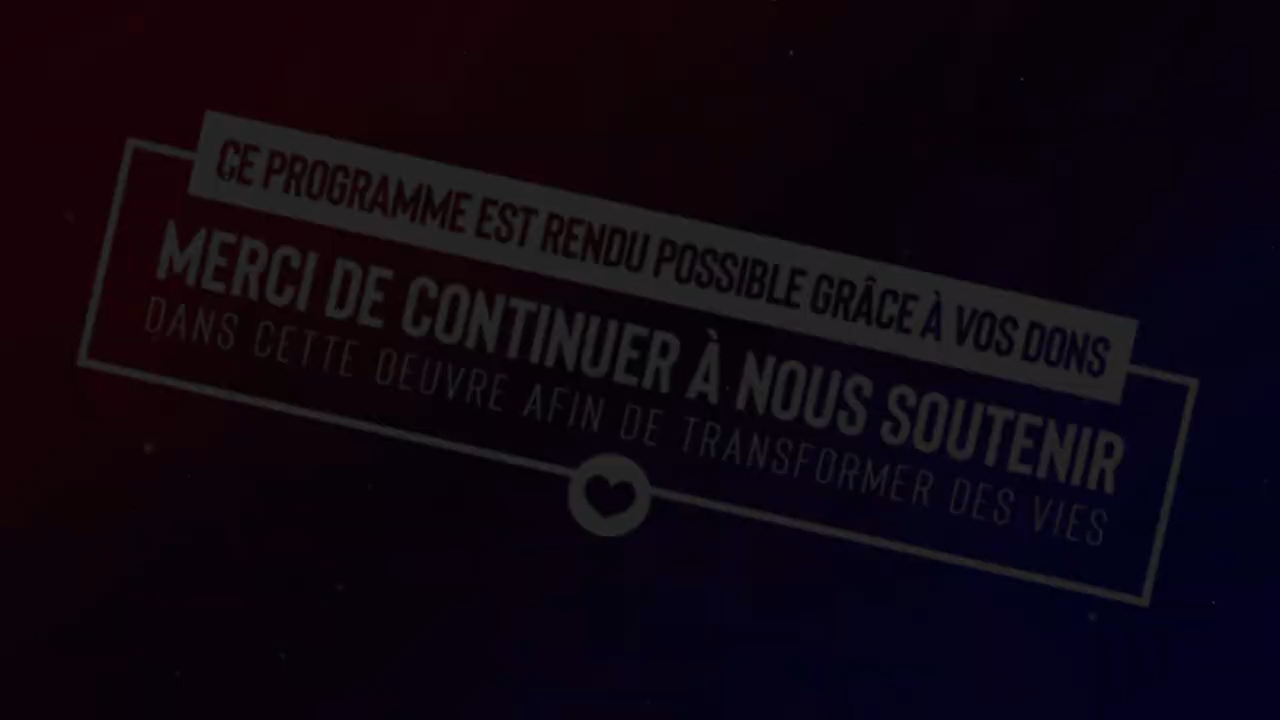 CE PROGRAMME EST RENDU POSSIBLE GRÂCE À VOS DONS
MERCI DE CONTINUER À NOUS SOUTENIR
DANS CETTE OEUVRE AFIN DE TRANSFORMER DES VIES